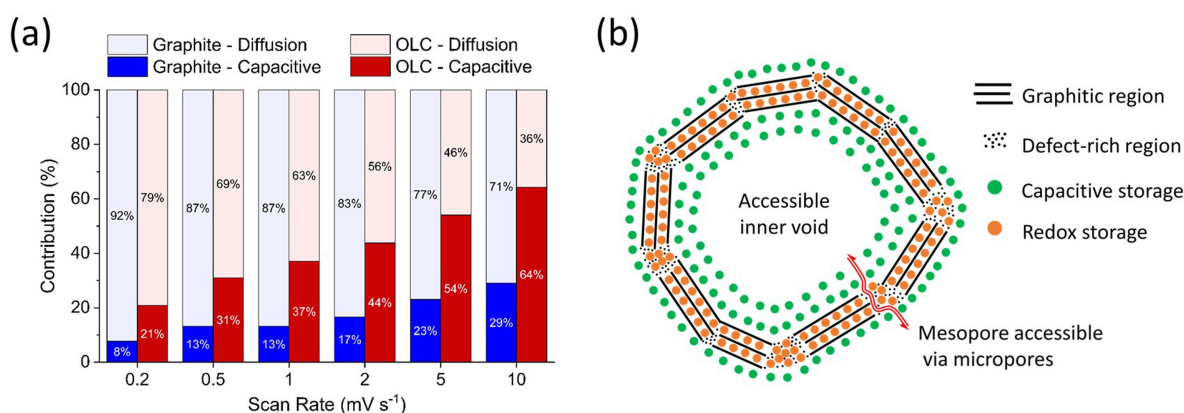 (a)
Graphite - Diffusion
OLC - Diffusion
Graphite - Capacitive
OLC - Capacitive
Contribution (%)
100
80
60
40
20
0
92%
79%
87%
69%
87%
63%
83%
56%
77%
46%
71%
36%
8%
21%
13%
31%
13%
37%
17%
44%
23%
54%
29%
64%
0.2
0.5
1
2
5
10
Scan Rate (mV s⁻¹)
(b)
Accessible
inner void
Graphitic region
Defect-rich region
Capacitive storage
Redox storage
Mesopore accessible
via micropores